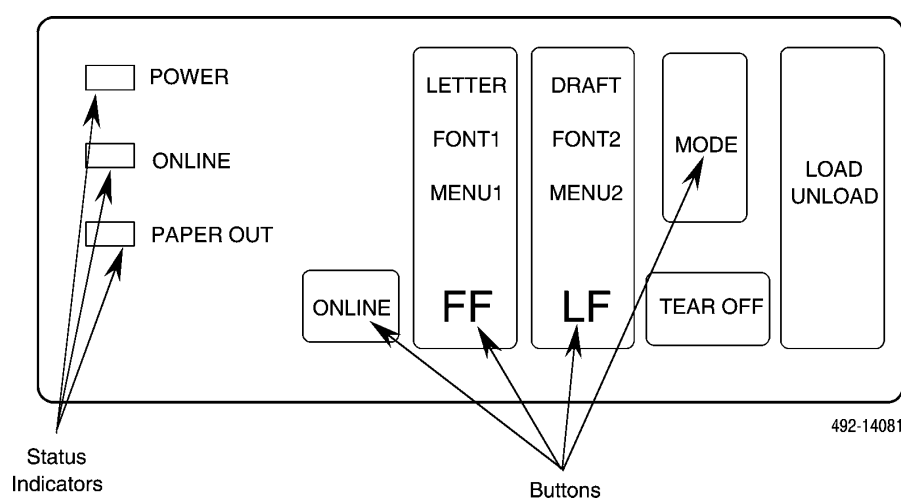 POWER
ONLINE
PAPER OUT
ONLINE
LETTER
FONT1
MENU1
FF
DRAFT
FONT2
MENU2
LF
MODE
TEAR OFF
LOAD
UNLOAD
492-14081
Status
Indicators
Buttons